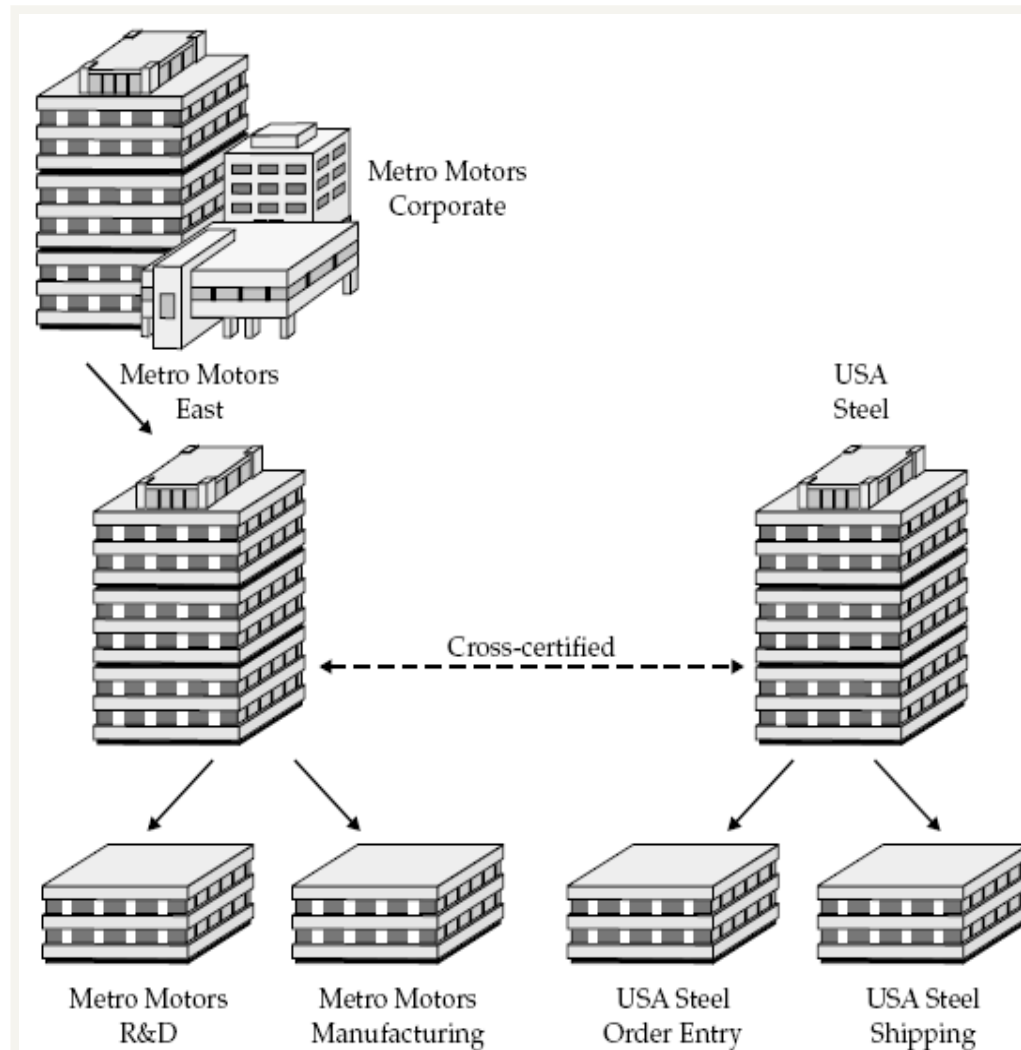 Metro Motors
Corporate
Metro Motors
East
USA
Steel
Cross-certified
Metro Motors
R&D
Metro Motors
Manufacturing
USA Steel
Order Entry
USA Steel
Shipping